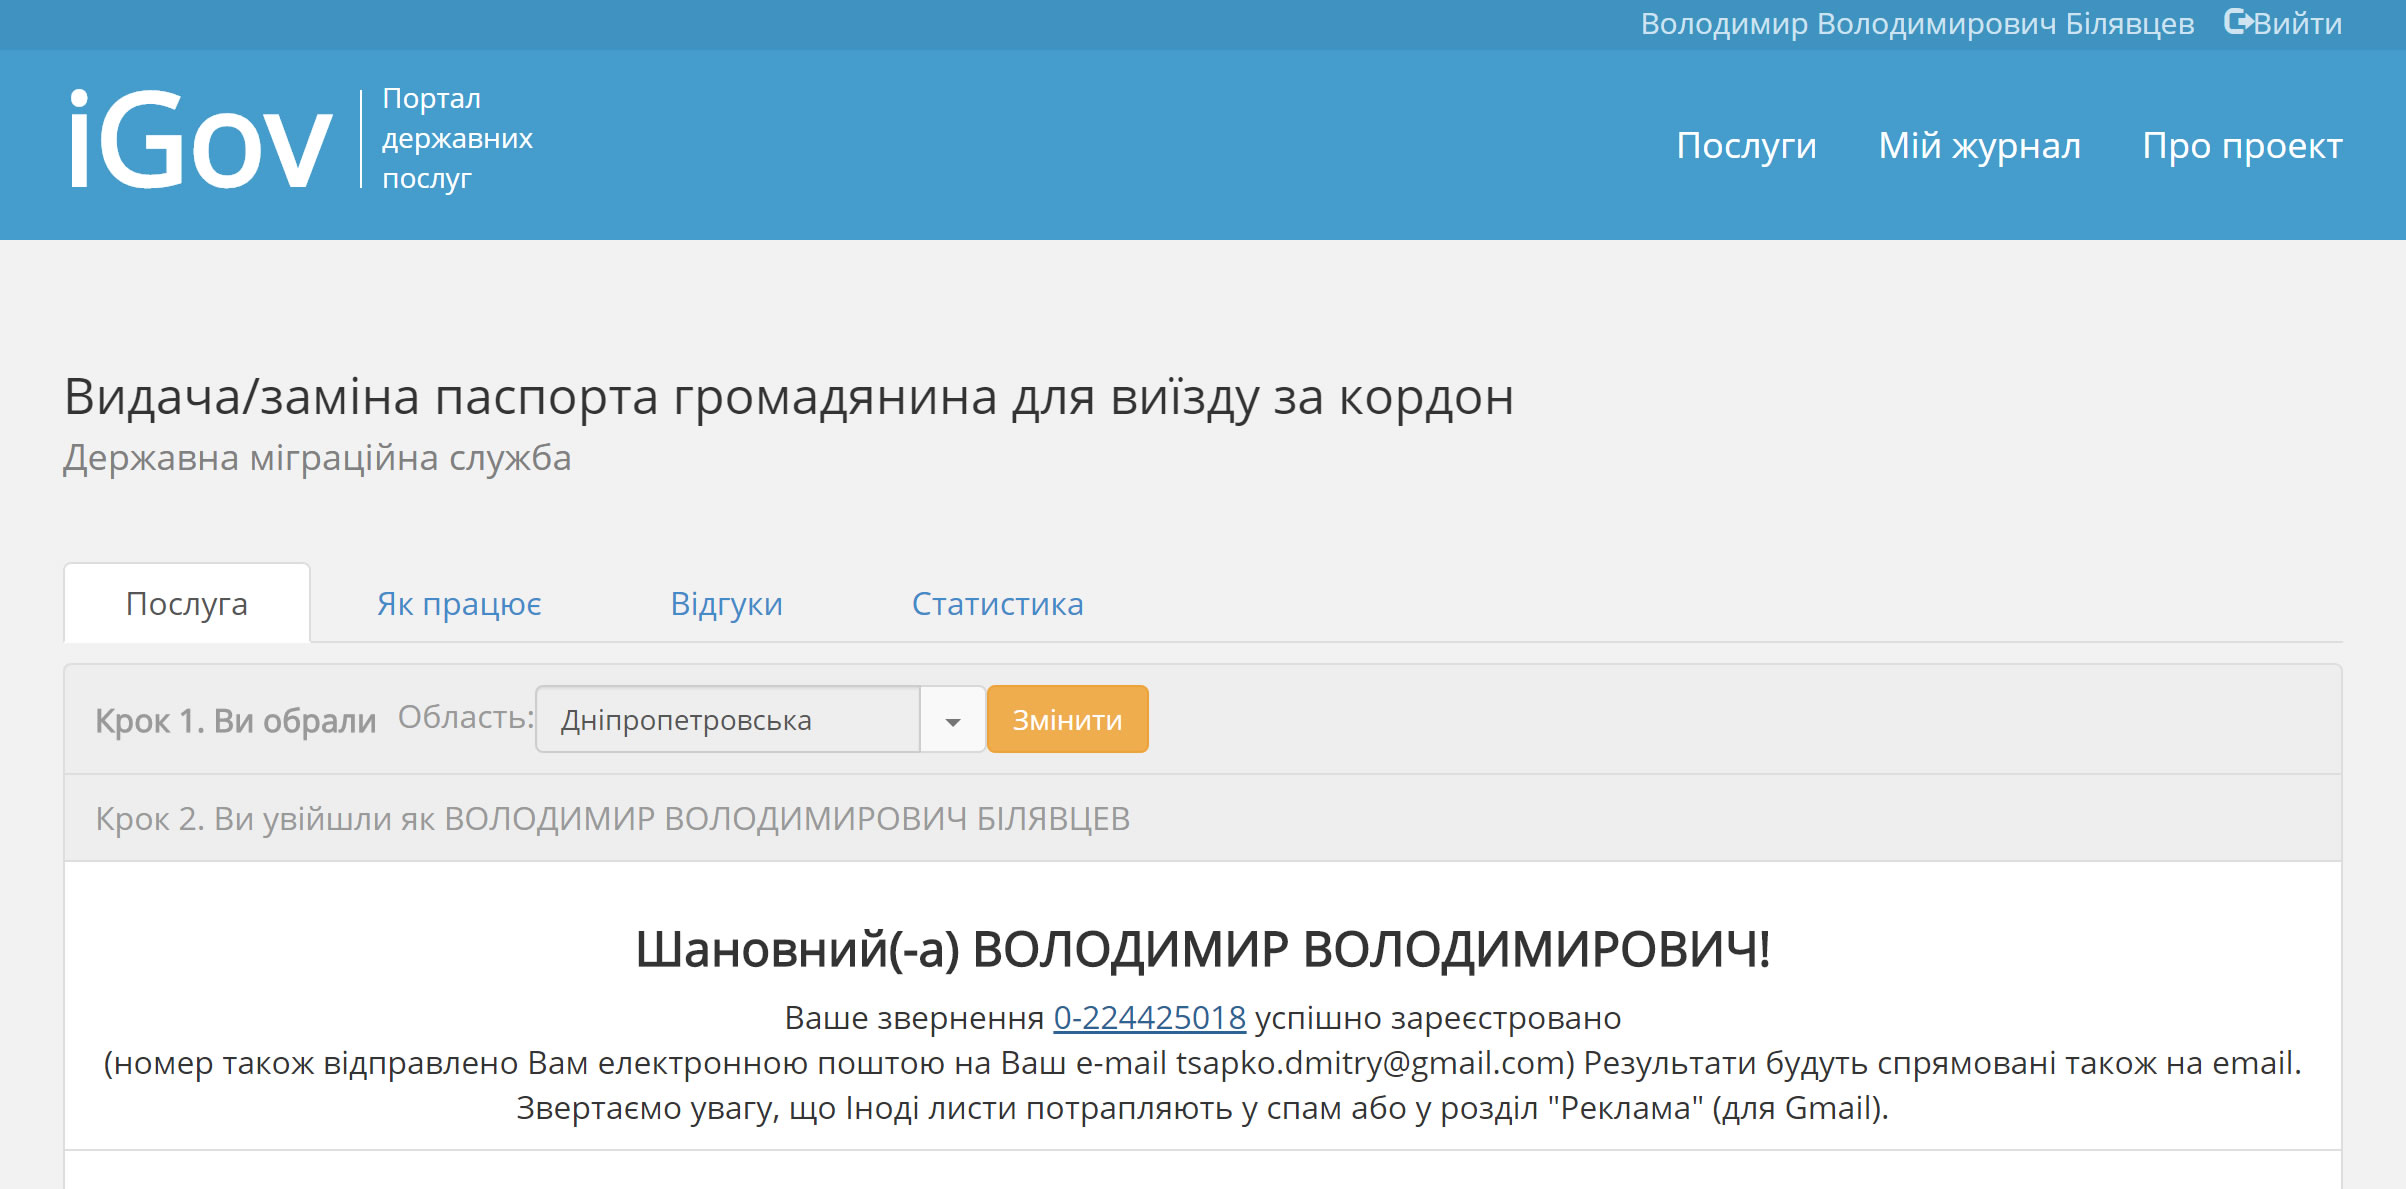 Володимир Володимирович Білявцев Вийти
iGov
Портал
державних
послуг
Послуги Мій журнал Про проект
Видача/заміна паспорта громадянина для виїзду за кордон
Державна міграційна служба
Послуга Як працює Відгуки Статистика
Крок 1. Ви обрали Область: Дніпропетровська Змінити
Крок 2. Ви увійшли як ВОЛОДИМИР ВОЛОДИМИРОВИЧ БІЛЯВЦЕВ
Шановний(-а) ВОЛОДИМИР ВОЛОДИМИРОВИЧ!
Ваше звернення 0-224425018 успішно зареєстровано
(номер також відправлено Вам електронною поштою на Ваш e-mail tsapko.dmitry@gmail.com) Результати будуть спрямовані також на email.
Звертаємо увагу, що Іноді листи потрапляють у спам або у розділ "Реклама" (для Gmail).